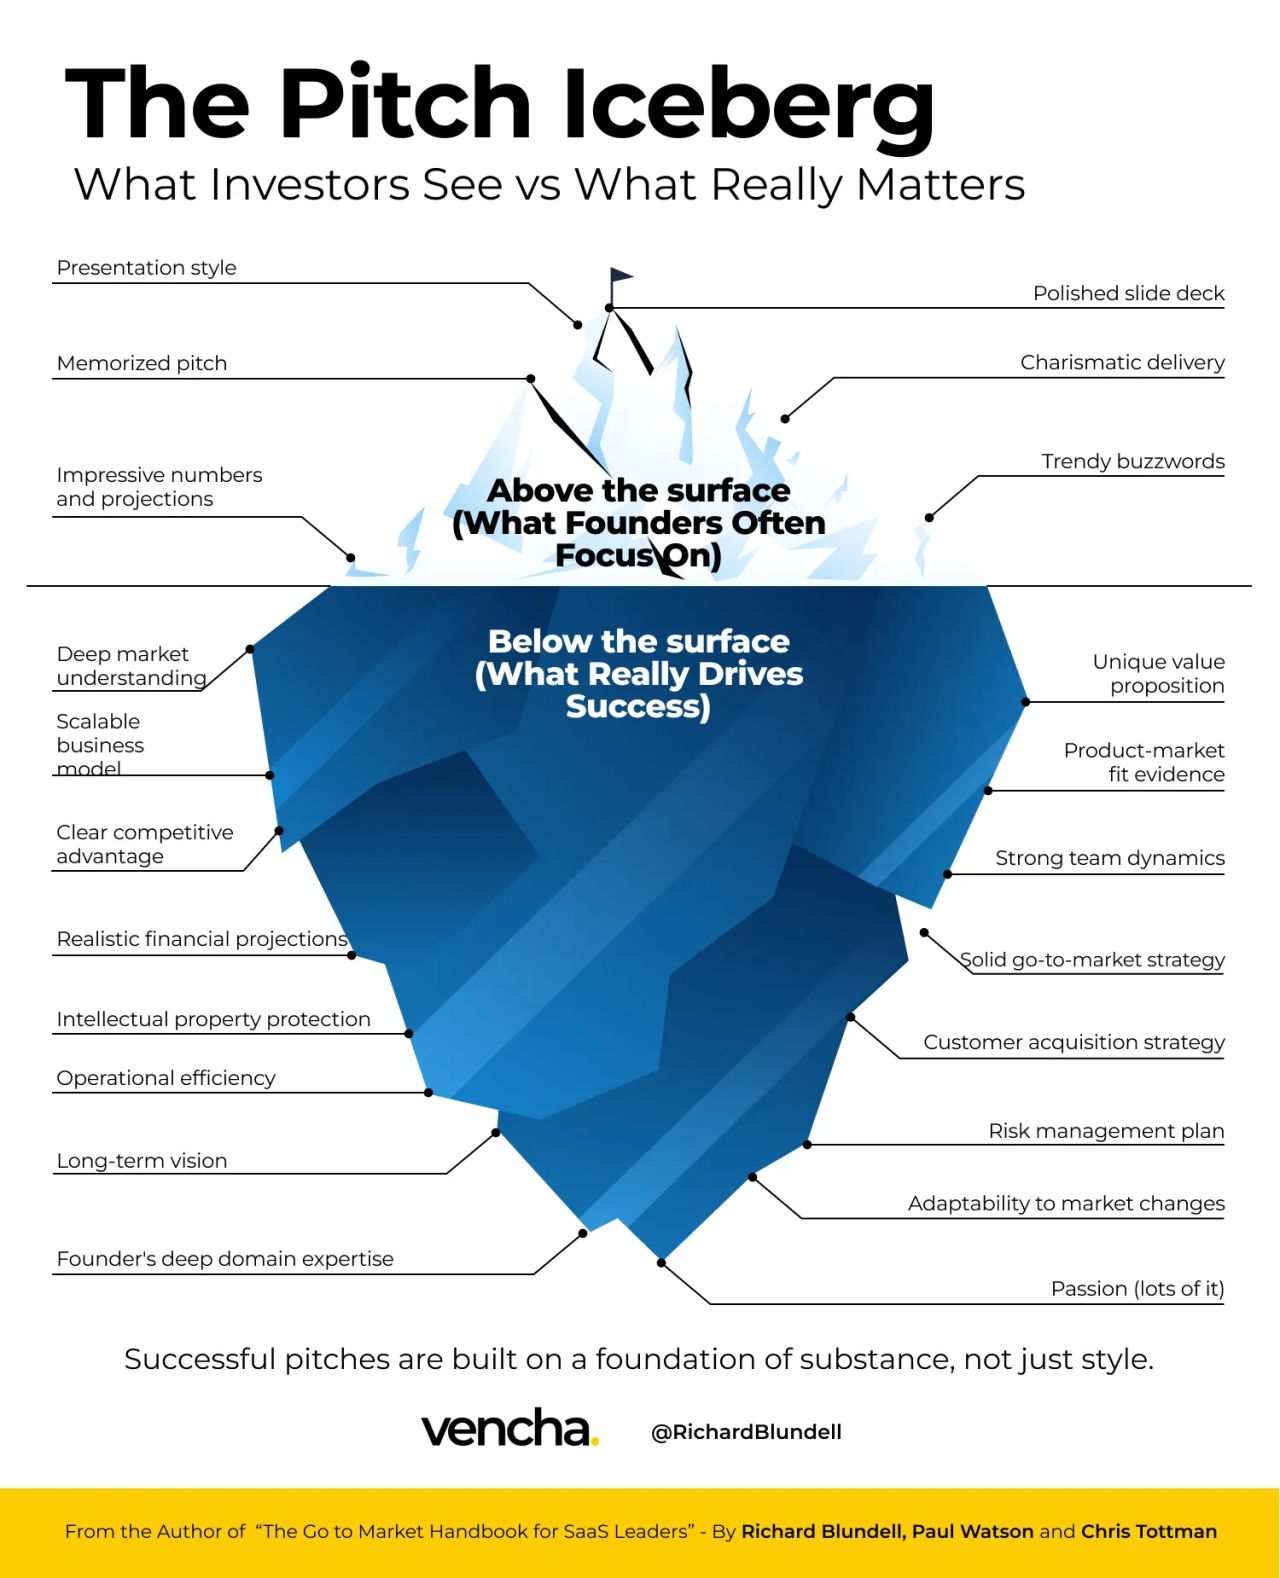 The Pitch Iceberg
What Investors See vs What Really Matters
Presentation style
Polished slide deck
Memorized pitch
Charismatic delivery
Impressive numbers
and projections
Trendy buzzwords
Above the surface
(What Founders Often
Focus On)
Below the surface
(What Really Drives
Success)
Deep market
understanding
Scalable
business
model
Clear competitive
advantage
Realistic financial projections
Intellectual property protection
Operational efficiency
Long-term vision
Founder's deep domain expertise
Unique value
proposition
Product-market
fit evidence
Strong team dynamics
Solid go-to-market strategy
Customer acquisition strategy
Risk management plan
Adaptability to market changes
Passion (lots of it)
Successful pitches are built on a foundation of substance, not just style.
vencha.
@RichardBlundell
From the Author of “The Go to Market Handbook for SaaS Leaders” - By Richard Blundell, Paul Watson and Chris Tottman